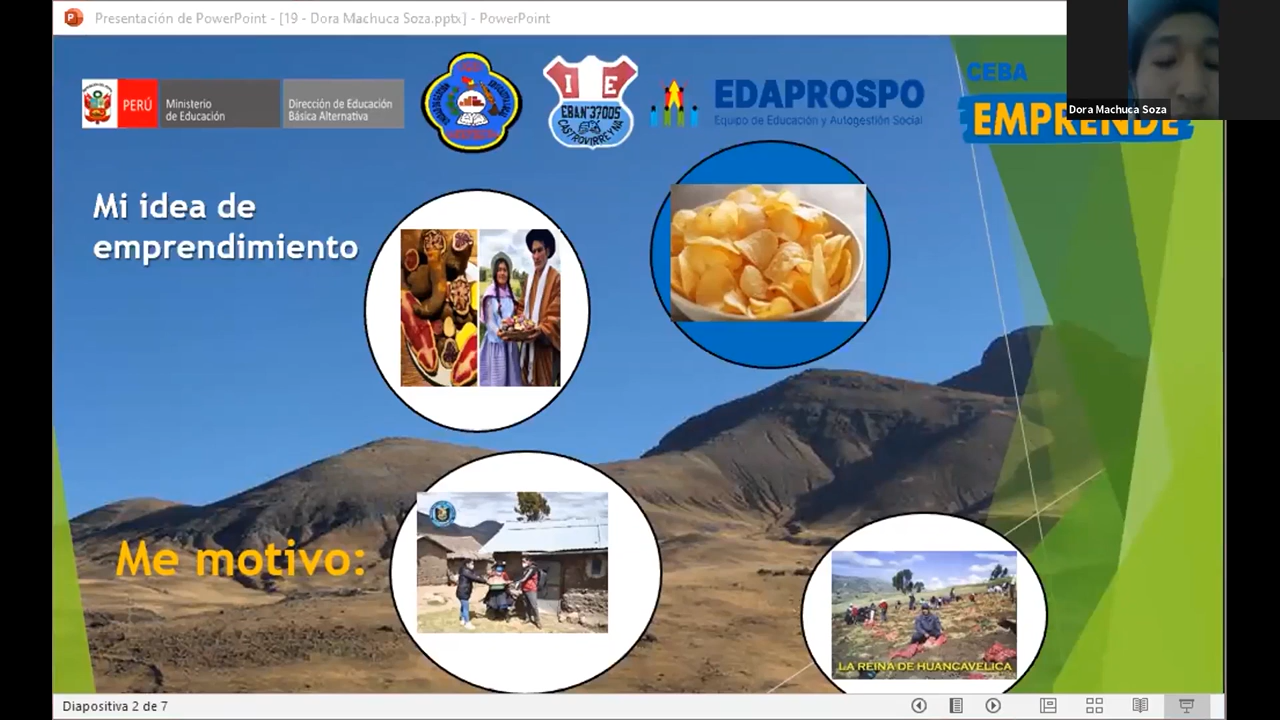 Presentación de PowerPoint - [19 - Dora Machuca Soza.pptx] - PowerPoint
PERÚ
Ministerio
de Educación
Dirección de Educación
Básica Alternativa
I E
EBAN°37005
CASTROVIRREYNA
EDAPROSPO
Equipo de Educación y Autogestión Social
CEBA
EMPRENDE
Dora Machuca Soza
Mi idea de
emprendimiento
Me motivo:
LA REINA DE HUANCAVELICA
Diapositiva 2 de 7